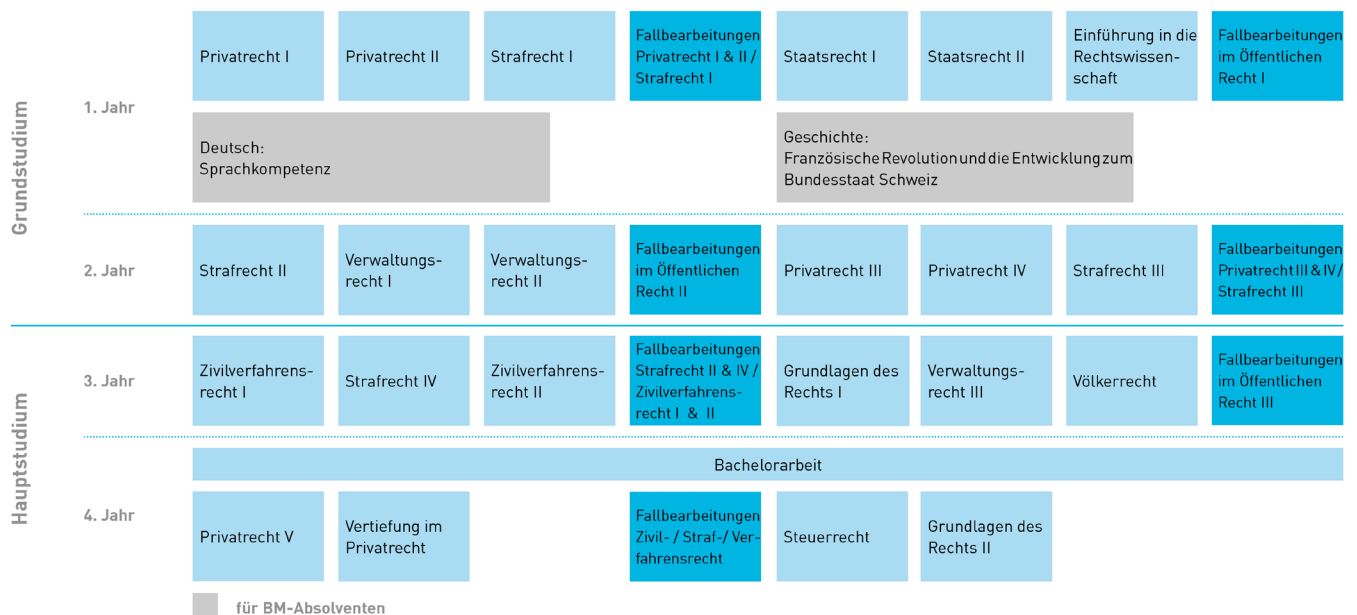 Grundstudium
1. Jahr
Privatrecht I
Privatrecht II
Strafrecht I
Fallbearbeitungen
Privatrecht I & II /
Strafrecht I
Staatsrecht I
Staatsrecht II
Einführung in die
Rechtswissen-
schaft
Fallbearbeitungen
im Öffentlichen
Recht I
Deutsch:
Sprachkompetenz
Geschichte:
Französische Revolution und die Entwicklung zum
Bundesstaat Schweiz
2. Jahr
Strafrecht II
Verwaltungs-
recht I
Verwaltungs-
recht II
Fallbearbeitungen
im Öffentlichen
Recht II
Privatrecht III
Privatrecht IV
Strafrecht III
Fallbearbeitungen
Privatrecht III & IV /
Strafrecht III
Hauptstudium
3. Jahr
Zivilverfahrens-
recht I
Strafrecht IV
Zivilverfahrens-
recht II
Fallbearbeitungen
Strafrecht II & IV /
Zivilverfahrens-
recht I & II
Grundlagen des
Rechts I
Verwaltungs-
recht III
Völkerrecht
Fallbearbeitungen
im Öffentlichen
Recht III
4. Jahr
Bachelorarbeit
Privatrecht V
Vertiefung im
Privatrecht
Fallbearbeitungen
Zivil- / Straf-/ Ver-
fahrensrecht
Steuerrecht
Grundlagen des
Rechts II
für BM-Absolventen